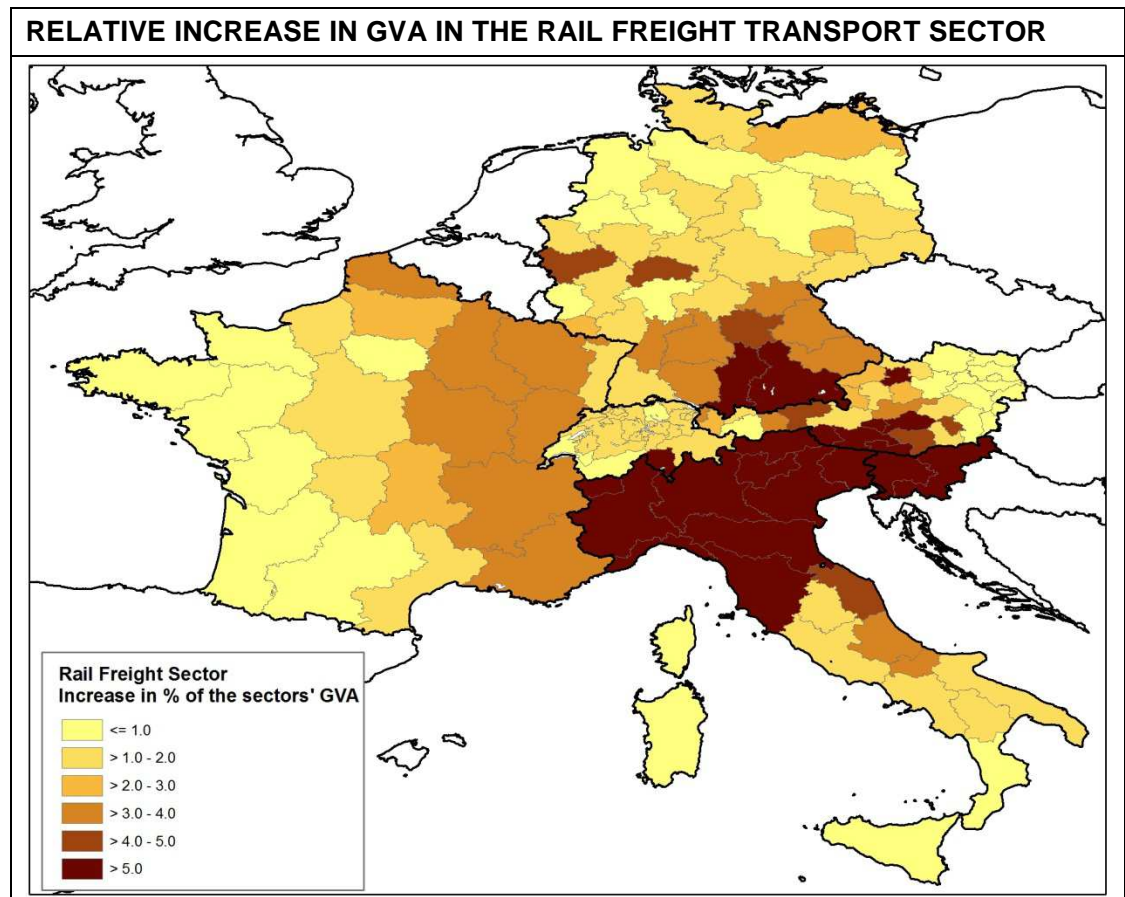 RELATIVE INCREASE IN GVA IN THE RAIL FREIGHT TRANSPORT SECTOR
Rail Freight Sector
Increase in % of the sectors' GVA
<= 1.0
> 1.0 - 2.0
> 2.0 - 3.0
> 3.0 - 4.0
> 4.0 - 5.0
> 5.0